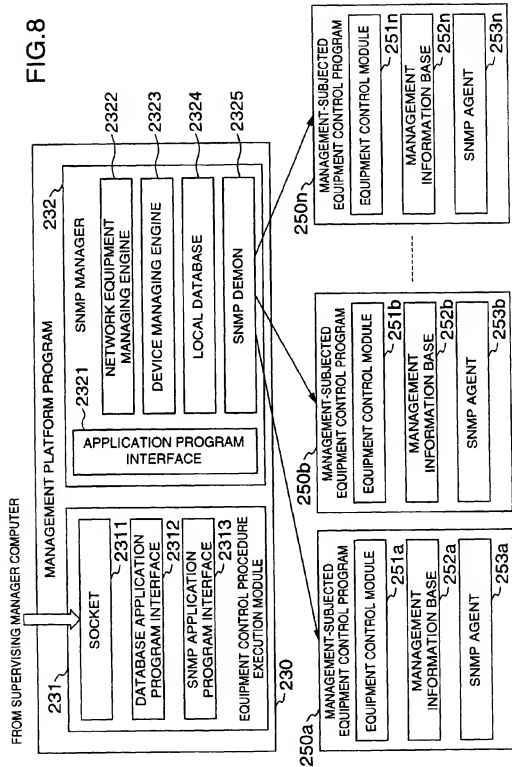 FIG.8
FROM SUPERVISING MANAGER COMPUTER
MANAGEMENT PLATFORM PROGRAM
231
SOCKET
2311
DATABASE APPLICATION
PROGRAM INTERFACE
2312
SNMP APPLICATION
PROGRAM INTERFACE
2313
EQUIPMENT CONTROL PROCEDURE
EXECUTION MODULE
230
232
SNMP MANAGER
2321
APPLICATION PROGRAM
INTERFACE
NETWORK EQUIPMENT
MANAGING ENGINE
2322
DEVICE MANAGING ENGINE
2323
LOCAL DATABASE
2324
SNMP DEMON
2325
250a
MANAGEMENT-SUBJECTED
EQUIPMENT CONTROL PROGRAM
EQUIPMENT CONTROL MODULE
251a
MANAGEMENT
INFORMATION BASE
252a
SNMP AGENT
253a
250b
MANAGEMENT-SUBJECTED
EQUIPMENT CONTROL PROGRAM
EQUIPMENT CONTROL MODULE
251b
MANAGEMENT
INFORMATION BASE
252b
SNMP AGENT
253b
250n
MANAGEMENT-SUBJECTED
EQUIPMENT CONTROL PROGRAM
EQUIPMENT CONTROL MODULE
251n
MANAGEMENT
INFORMATION BASE
252n
SNMP AGENT
253n